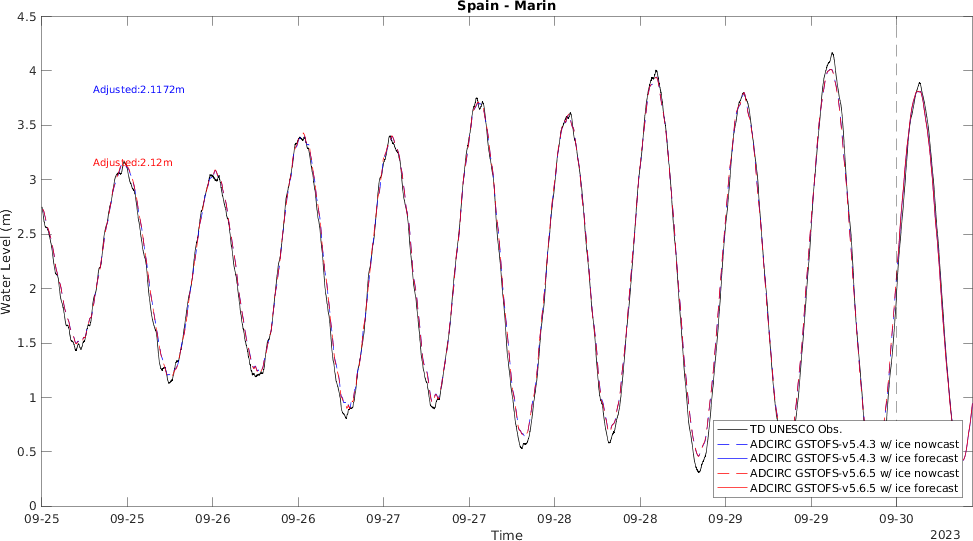 Spain - Marin
4.5
4
3.5
3
2.5
2
1.5
1
0.5
0
Water Level (m)
Adjusted:2.1172m
Adjusted:2.12m
TD UNESCO Obs.
ADCIRC GSTOFS-v5.4.3 w/ ice nowcast
ADCIRC GSTOFS-v5.4.3 w/ ice forecast
ADCIRC GSTOFS-v5.6.5 w/ ice nowcast
ADCIRC GSTOFS-v5.6.5 w/ ice forecast
09-25 09-25 09-26 09-26 09-27 09-27 09-28 09-28 09-29 09-29 09-30
Time
2023